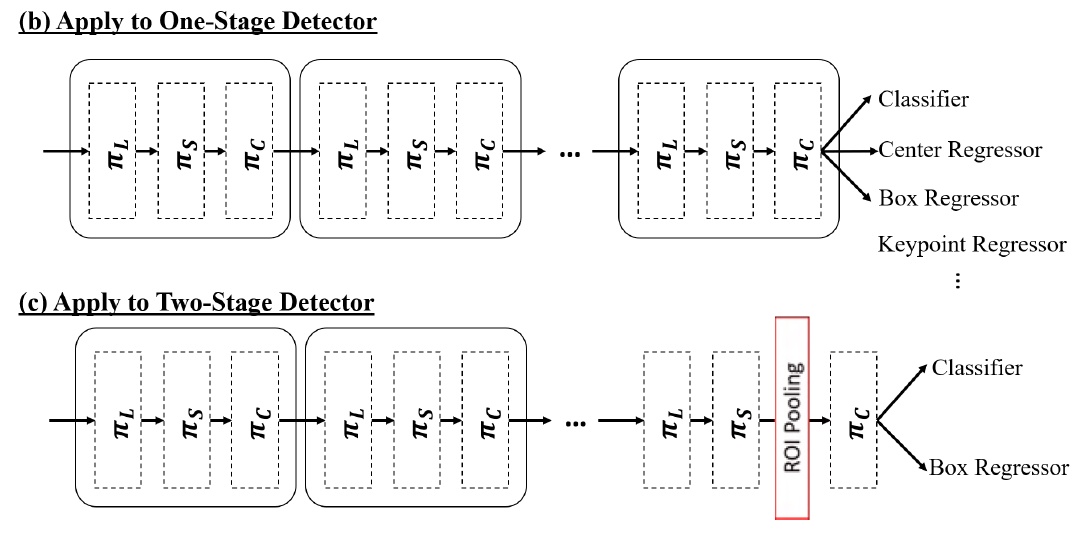 (b) Apply to One-Stage Detector
π_L π_S π_C π_L π_S π_C ... π_L π_S π_C
Classifier
Center Regressor
Box Regressor
Keypoint Regressor
⋮
(c) Apply to Two-Stage Detector
π_L π_S π_C π_L π_S π_C ... π_L π_S ROI Pooling π_C
Classifier
Box Regressor